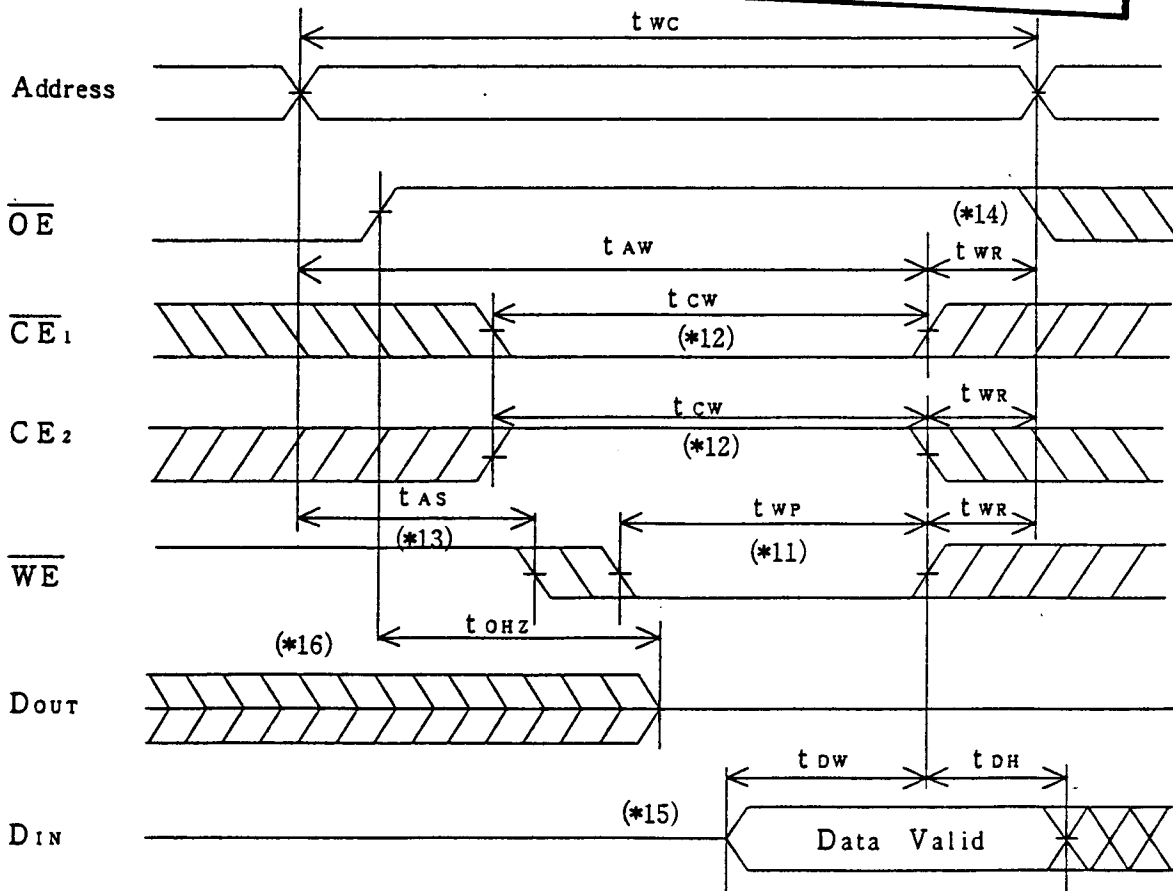 t WC
Address
OE
(*14)
t AW
t WR
CE1
t CW
(*12)
CE2
t CW
t WR
(*12)
t AS
t WP
t WR
(*13)
(*11)
WE
t OHZ
(*16)
DOUT
t DW
t DH
(*15)
DIN
Data Valid